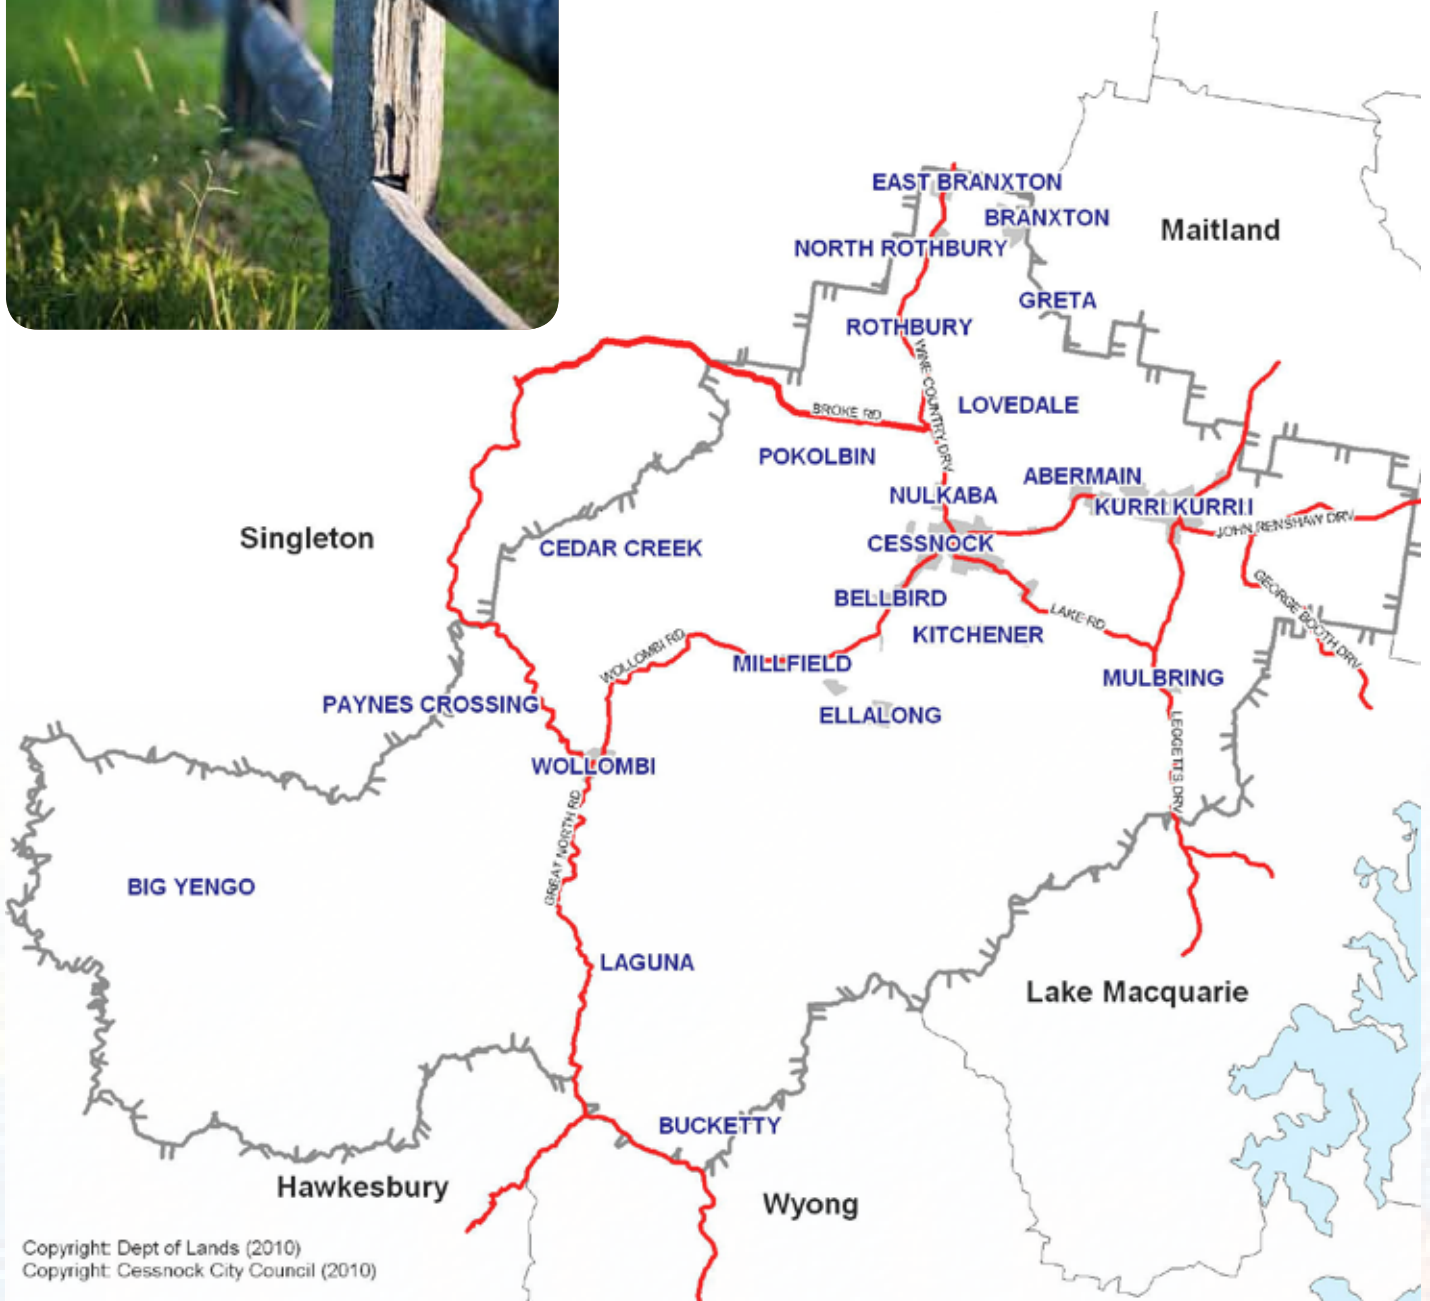 EAST BRANXTON
BRANXTON
Maitland
NORTH ROTHBURY
GRETA
ROTHBURY
WINE COUNTRY DRV
LOVEDALE
BROKE RD
POKOLBIN
ABERMAIN
NULKABA
KURRI KURRI
JOHN RENSHAW DRV
Singleton
CEDAR CREEK
CESSNOCK
GEORGE BOOTH DRV
BELLBIRD
LAKE RD
KITCHENER
WOLLOMBI RD
MILLFIELD
MULBRING
PAYNES CROSSING
ELLALONG
LEGGETTS DRV
WOLLOMBI
GREAT NORTH RD
BIG YENGO
LAGUNA
Lake Macquarie
BUCKETTY
Hawkesbury
Wyong
Copyright: Dept of Lands (2010)
Copyright: Cessnock City Council (2010)